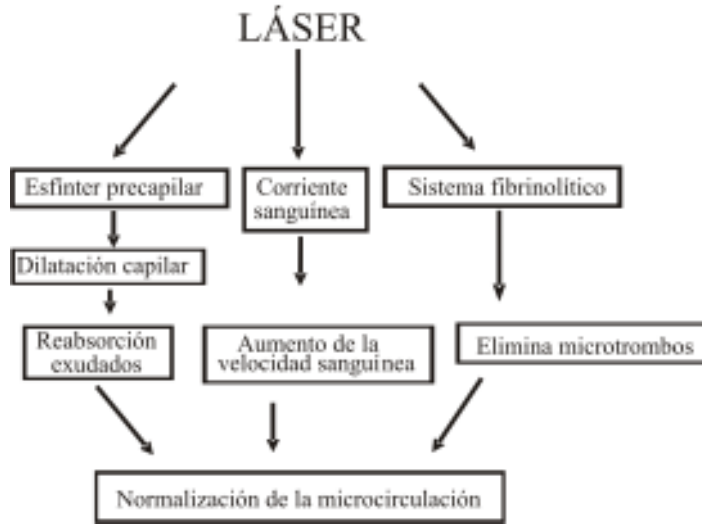 LÁSER
Esfínter precapilar
Corriente
sanguínea
Sistema fibrinolítico
Dilatación capilar
Reabsorción
exudados
Aumento de la
velocidad sanguínea
Elimina microtrombos
Normalización de la microcirculación